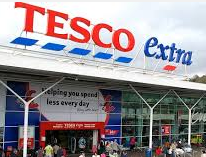 TESCO extra
helping you spend
less every day